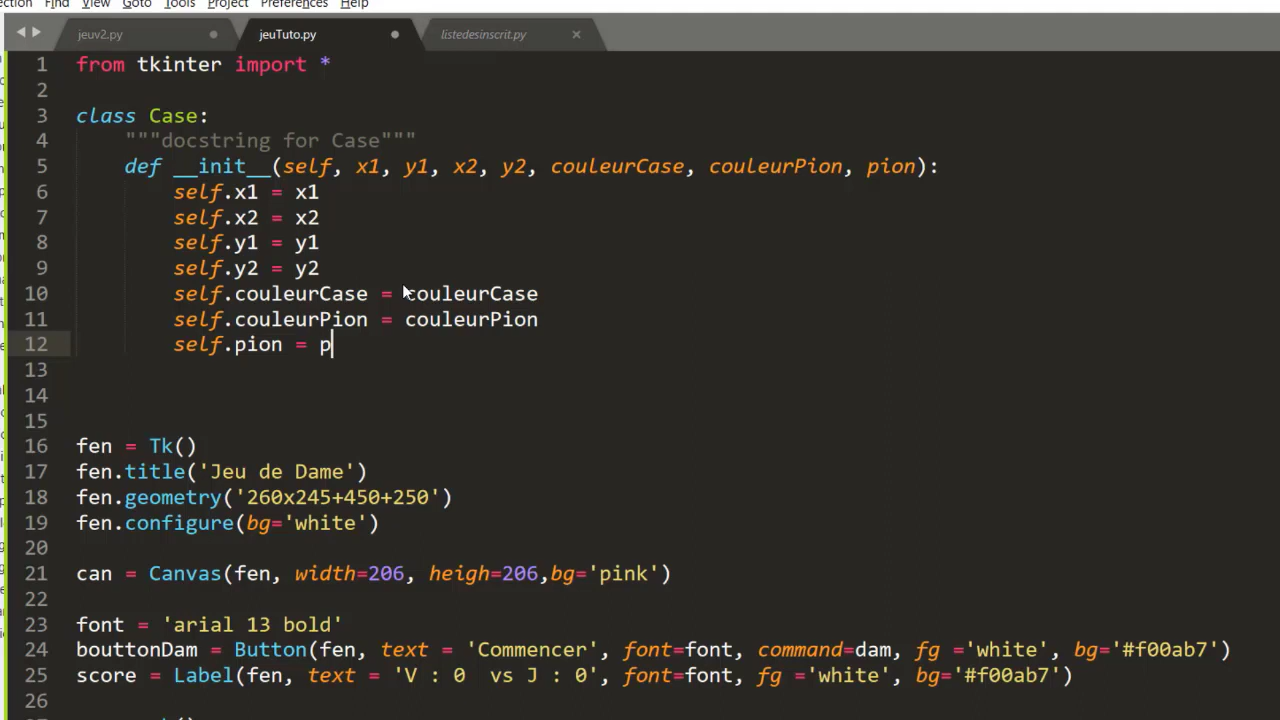 ection Find View Goto Tools Project Preferences Help
jeuv2.py jeuTuto.py listedesinscrit.py
1 from tkinter import *
2
3 class Case:
4 """docstring for Case"""
5 def __init__(self, x1, y1, x2, y2, couleurCase, couleurPion, pion):
6 self.x1 = x1
7 self.x2 = x2
8 self.y1 = y1
9 self.y2 = y2
10 self.couleurCase = couleurCase
11 self.couleurPion = couleurPion
12 self.pion = p
13
14
15
16 fen = Tk()
17 fen.title('Jeu de Dame')
18 fen.geometry('260x245+450+250')
19 fen.configure(bg='white')
20
21 can = Canvas(fen, width=206, heigh=206,bg='pink')
22
23 font = 'arial 13 bold'
24 bouttonDam = Button(fen, text = 'Commencer', font=font, command=dam, fg ='white', bg='#f00ab7')
25 score = Label(fen, text = 'V : 0  vs J : 0', font=font, fg ='white', bg='#f00ab7')
26